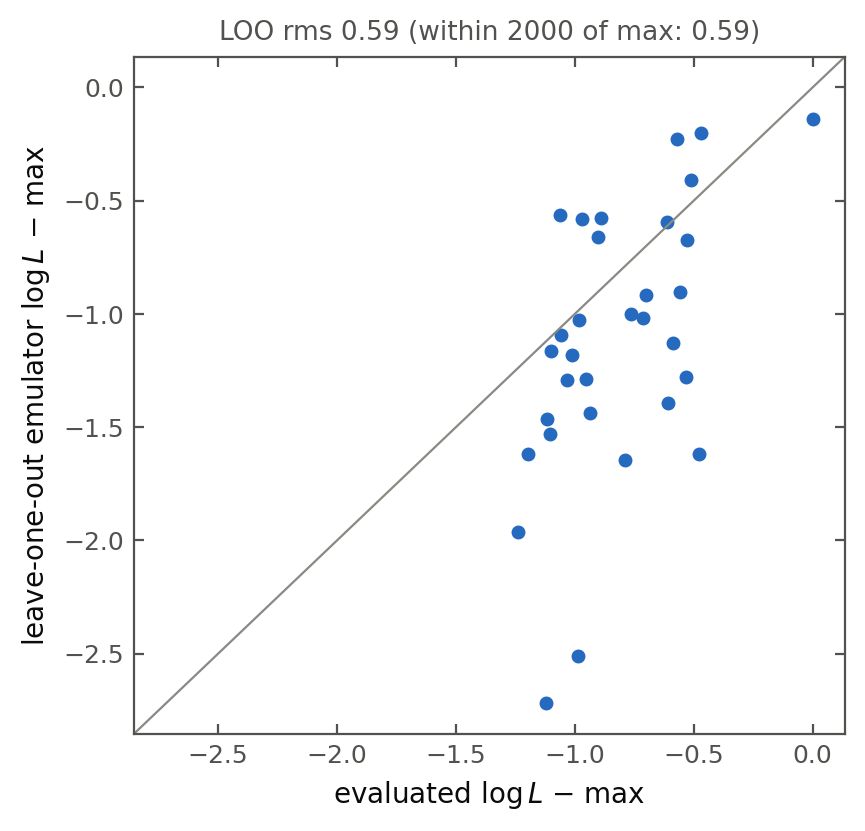 LOO rms 0.59 (within 2000 of max: 0.59)
leave-one-out emulator log L − max
0.0
−0.5
−1.0
−1.5
−2.0
−2.5
−2.5 −2.0 −1.5 −1.0 −0.5 0.0
evaluated log L − max